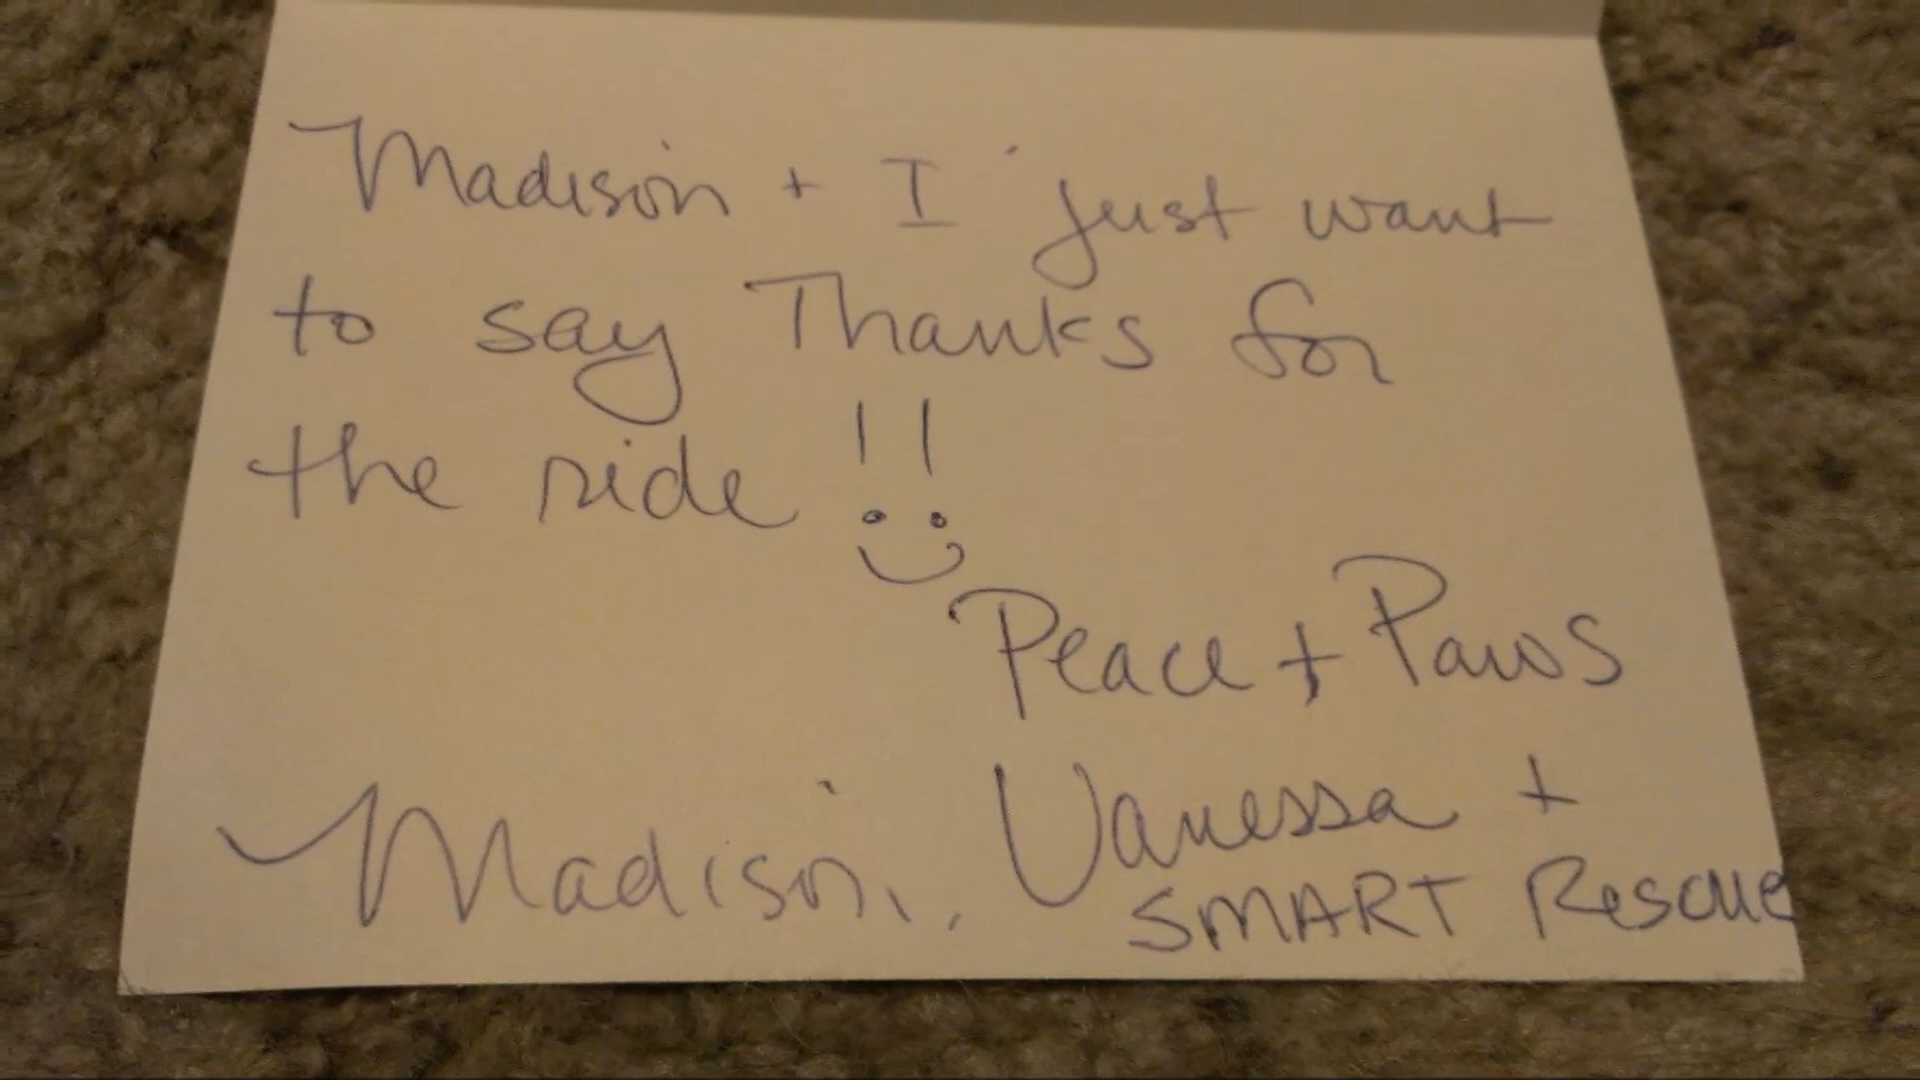 Madison + I just want
to say Thanks for
the ride !!
Peace + Paws
Madison, Vanessa +
SMART Rescue